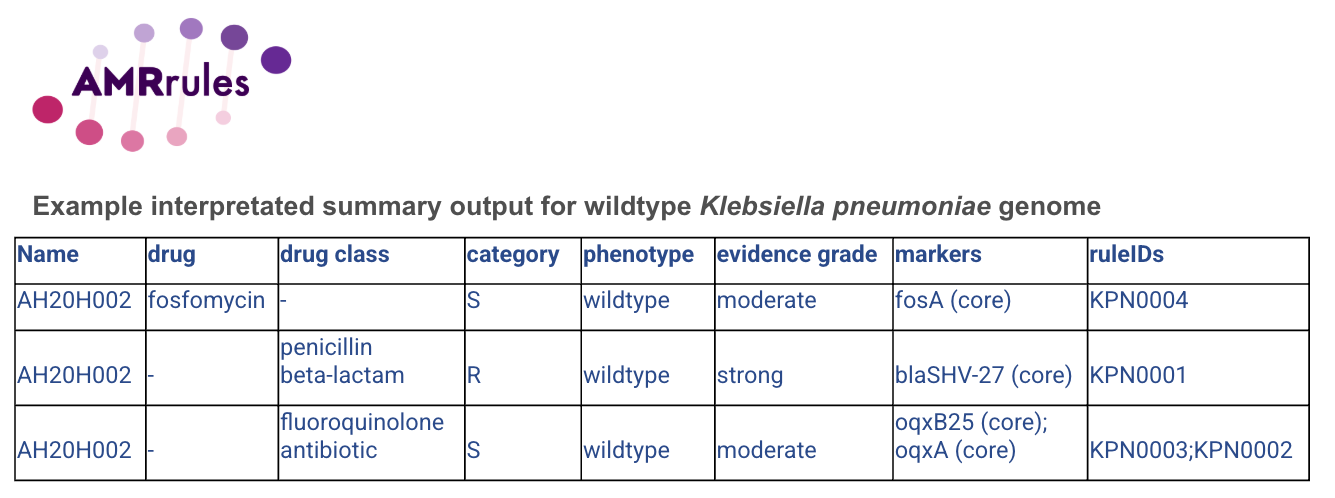 AMRrules
Example interpretated summary output for wildtype Klebsiella pneumoniae genome
Name drug drug class category phenotype evidence grade markers ruleIDs
AH20H002 fosfomycin - S wildtype moderate fosA (core) KPN0004
penicillin
AH20H002 - beta-lactam R wildtype strong blaSHV-27 (core) KPN0001
fluoroquinolone oqxB25 (core);
AH20H002 - antibiotic S wildtype moderate oqxA (core) KPN0003;KPN0002